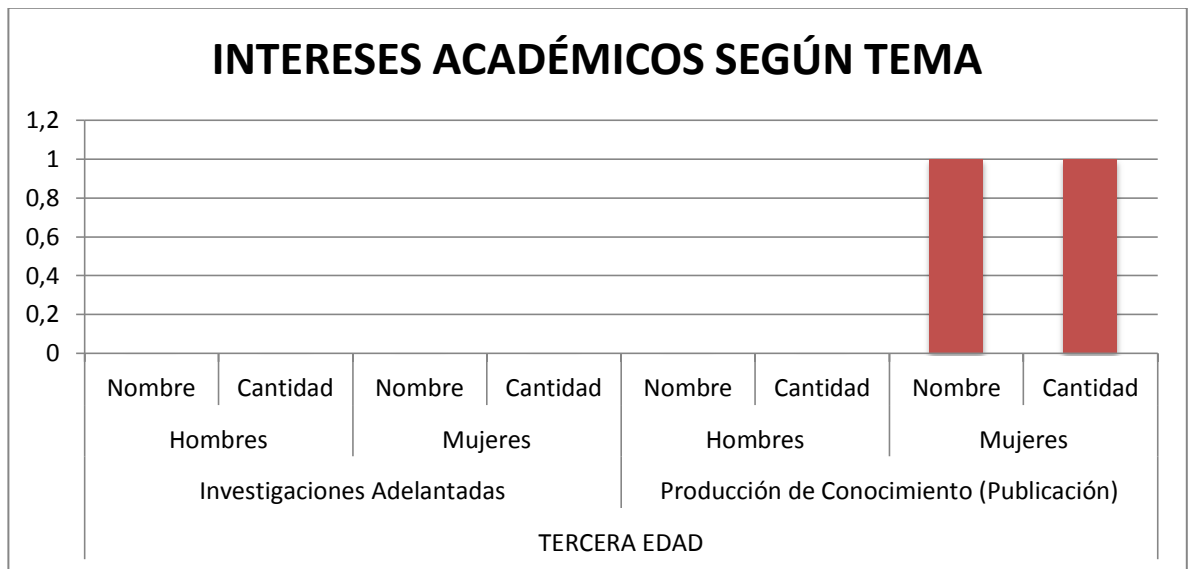 INTERESES ACADÉMICOS SEGÚN TEMA
1,2
1
0,8
0,6
0,4
0,2
0
Nombre Cantidad Nombre Cantidad Nombre Cantidad Nombre Cantidad
Hombres Mujeres Hombres Mujeres
Investigaciones Adelantadas Producción de Conocimiento (Publicación)
TERCERA EDAD